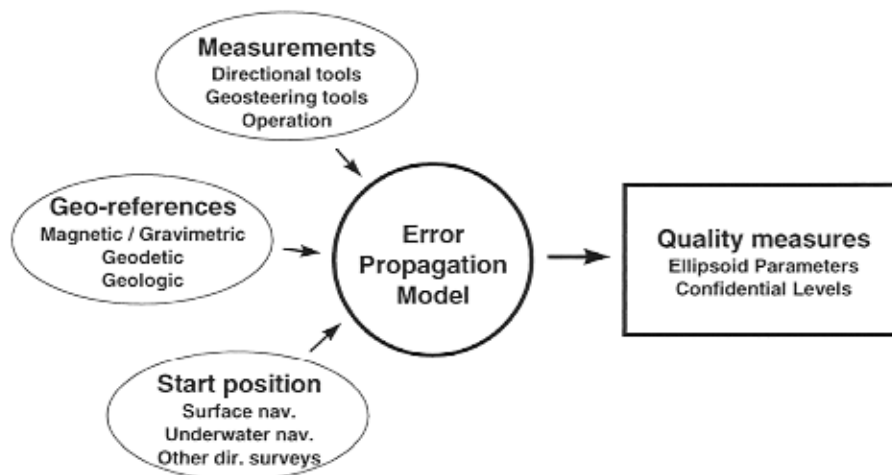 Measurements
Directional tools
Geosteering tools
Operation
Geo-references
Magnetic / Gravimetric
Geodetic
Geologic
Start position
Surface nav.
Underwater nav.
Other dir. surveys
Error
Propagation
Model
Quality measures
Ellipsoid Parameters
Confidential Levels